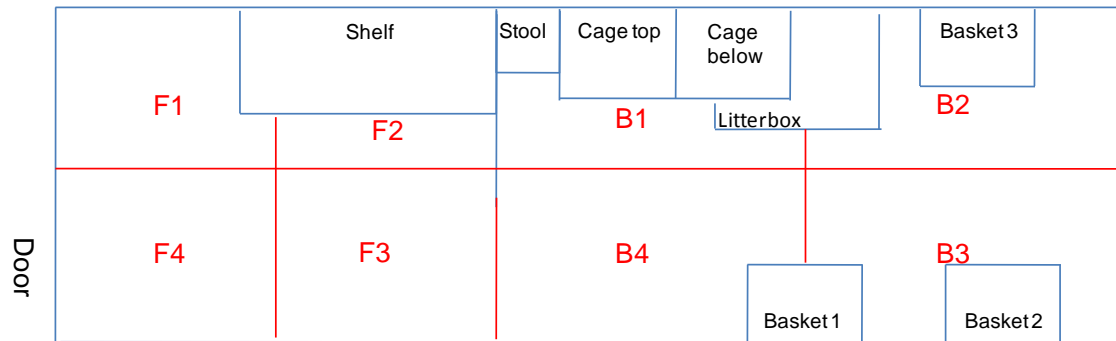 Shelf
Stool
Cage top
Cage
below
Basket 3
F1
F2
B1
Litterbox
B2
Door
F4
F3
B4
B3
Basket 1
Basket 2